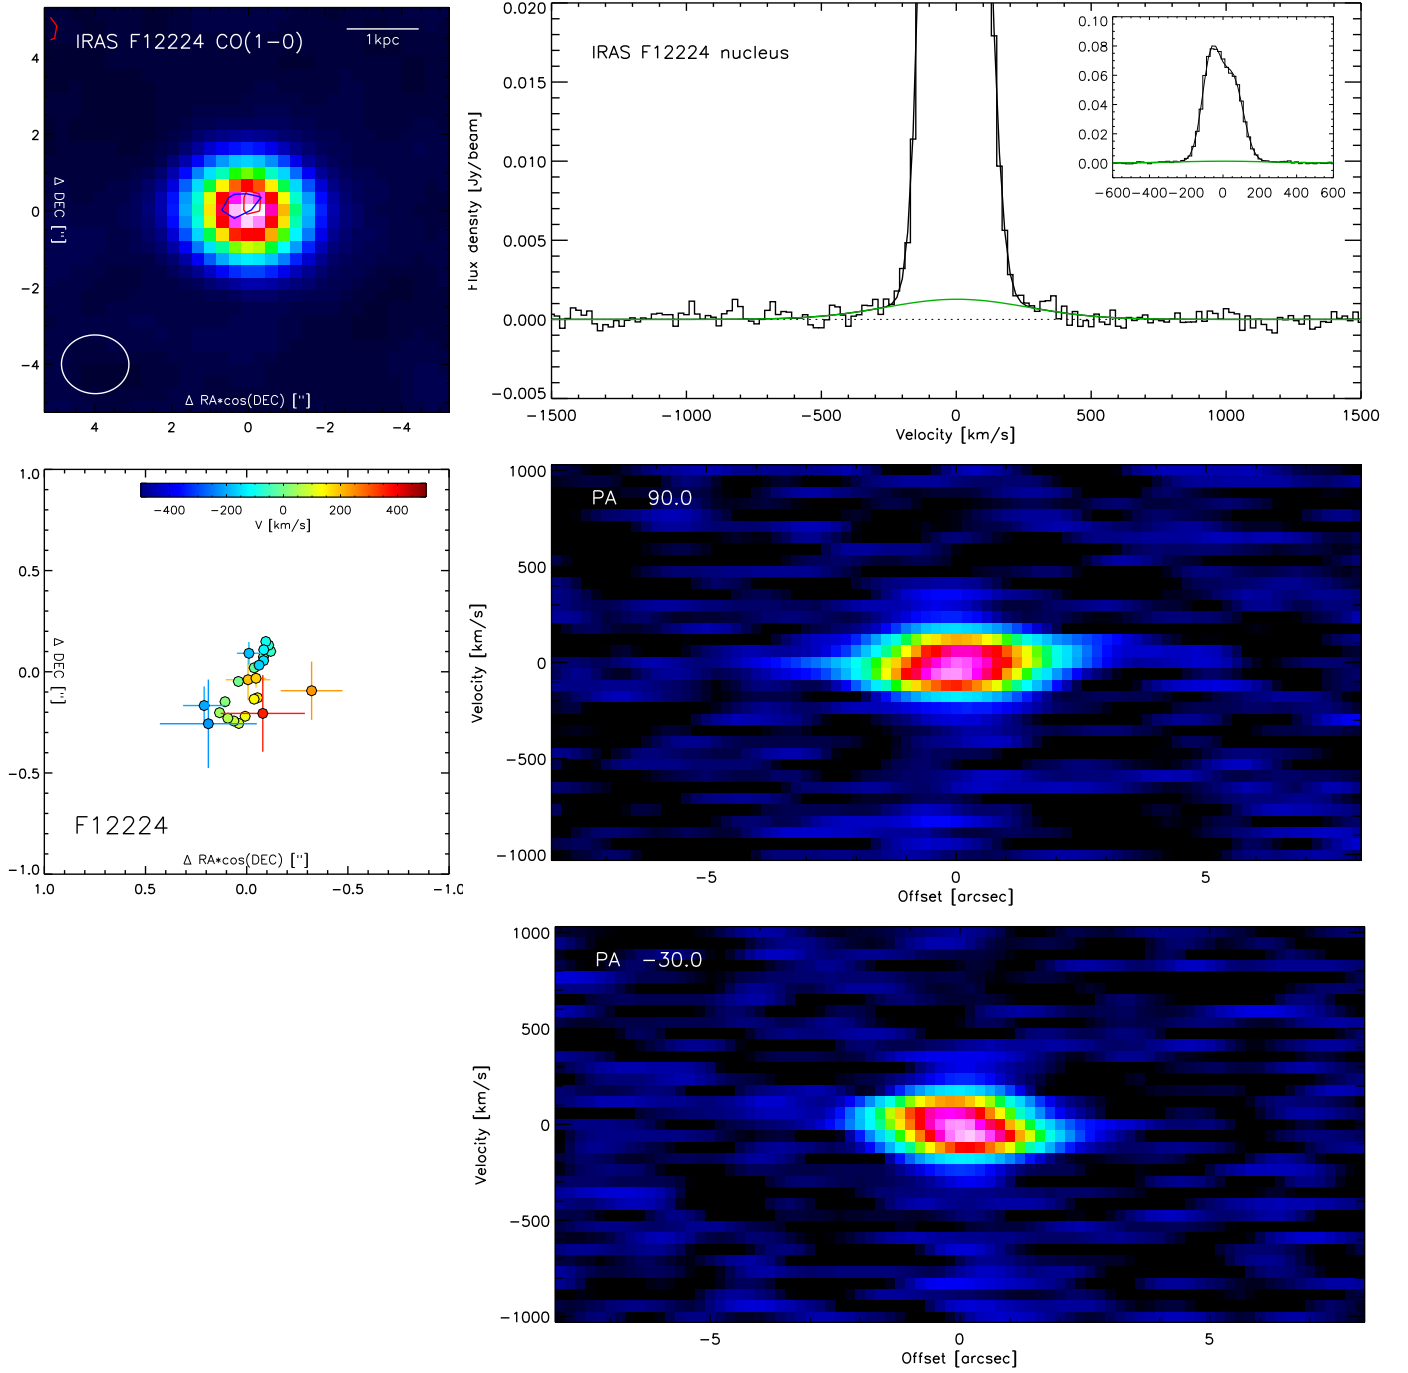 IRAS F12224 CO(1−0)
1kpc
4
2
0
−2
−4
Δ DEC ["]
Δ RA*cos(DEC) ["]
4 2 0 −2 −4
IRAS F12224 nucleus
0.020
0.015
0.010
0.005
0.000
−0.005
Flux density [Jy/beam]
−1500 −1000 −500 0 500 1000 1500
Velocity [km/s]
0.10
0.08
0.06
0.04
0.02
0.00
−600−400−200 0 200 400 600
1.0
0.5
0.0
−0.5
−1.0
−400 −200 0 200 400
V [km/s]
Δ DEC ["]
F12224
Δ RA*cos(DEC) ["]
1.0 0.5 0.0 −0.5 −1.0
PA 90.0
1000
500
0
−500
−1000
Velocity [km/s]
−5 0 5
Offset [arcsec]
PA −30.0
1000
500
0
−500
−1000
Velocity [km/s]
−5 0 5
Offset [arcsec]